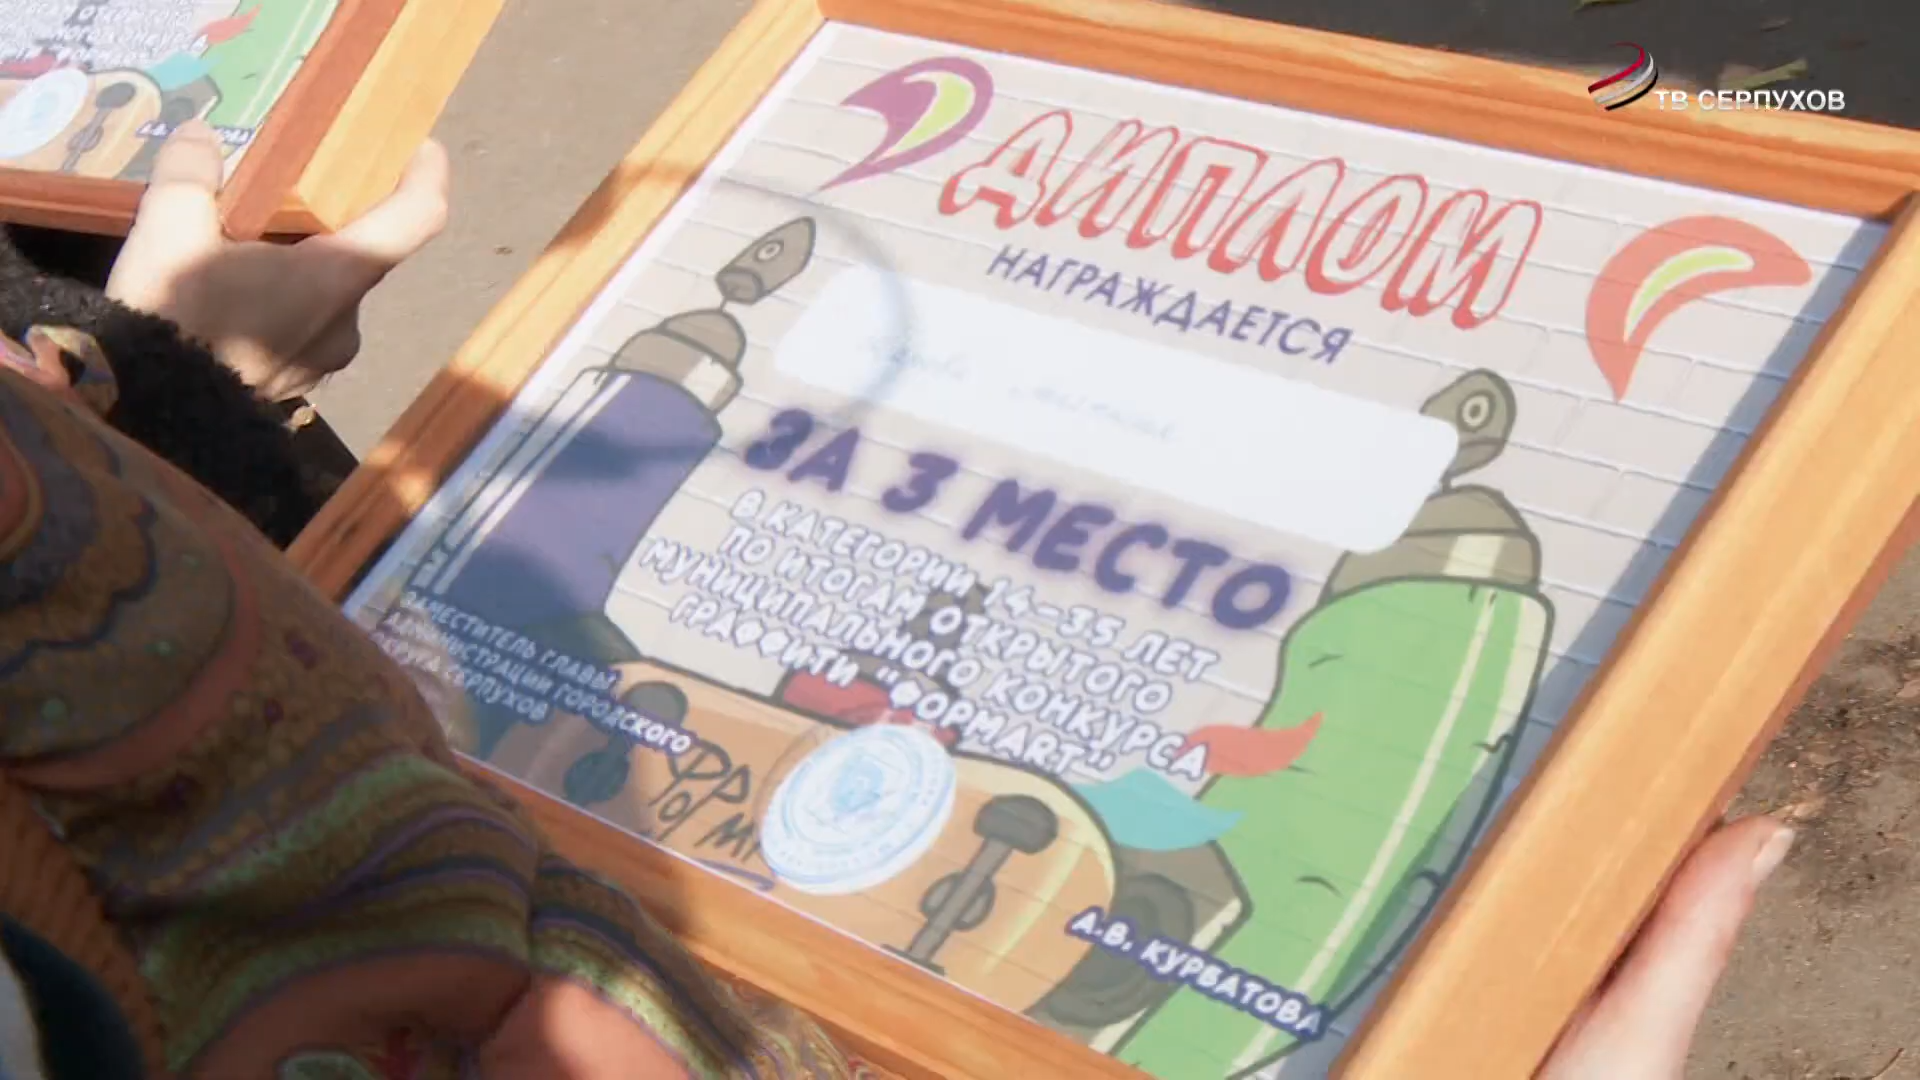 ТВ СЕРПУХОВ
ДИПЛОМ
НАГРАЖДАЕТСЯ
ЗА 3 МЕСТО
В КАТЕГОРИИ 14-35 ЛЕТ
ПО ИТОГАМ ОТКРЫТОГО
МУНИЦИПАЛЬНОГО КОНКУРСА
ГРАФФИТИ "ФОРМART"
ЗАМЕСТИТЕЛЬ ГЛАВЫ
АДМИНИСТРАЦИИ ГОРОДСКОГО
ОКРУГА СЕРПУХОВ
А.В. КУРБАТОВА